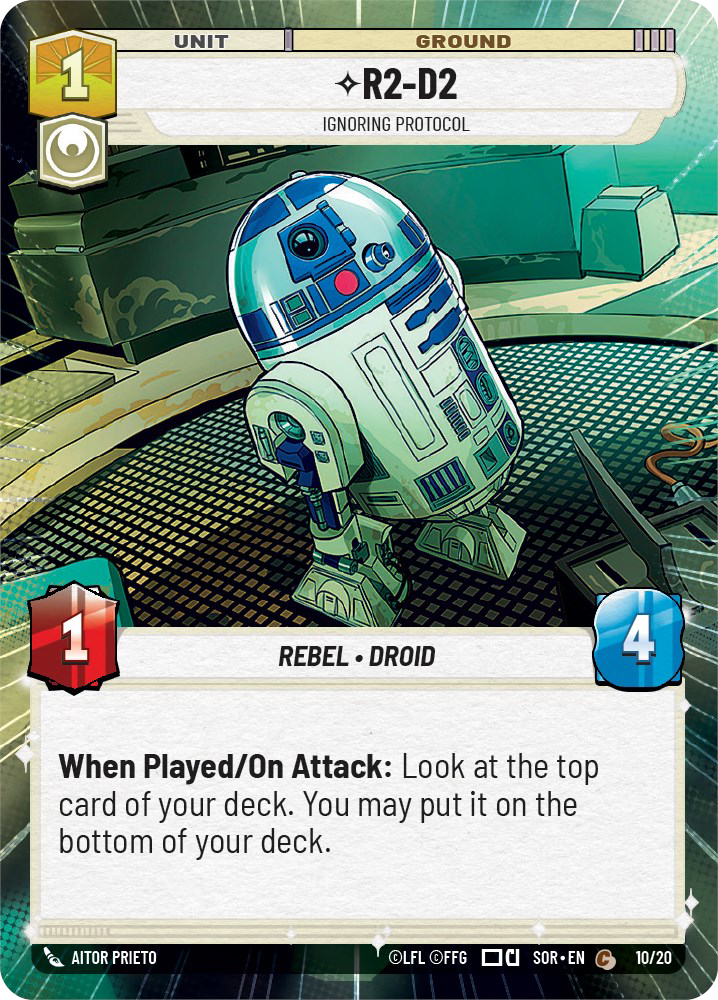 UNIT GROUND
1
✧R2-D2
IGNORING PROTOCOL
1
REBEL • DROID
4
When Played/On Attack: Look at the top
card of your deck. You may put it on the
bottom of your deck.
AITOR PRIETO ©LFL ©FFG SOR•EN C 10/20